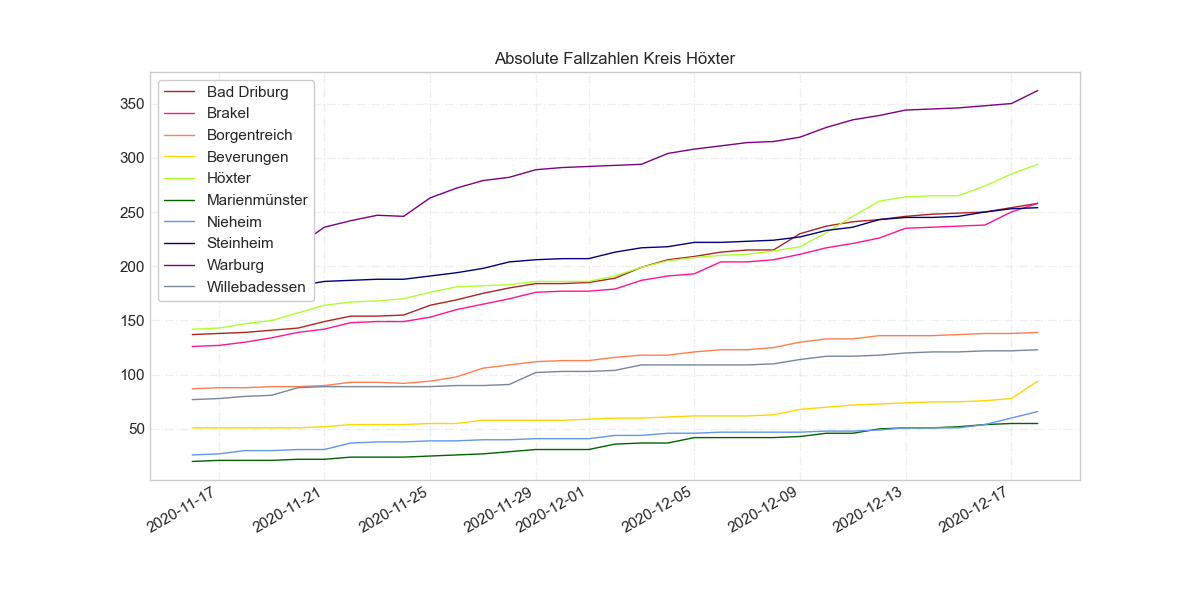 Absolute Fallzahlen Kreis Höxter
Bad Driburg
Brakel
Borgentreich
Beverungen
Höxter
Marienmünster
Nieheim
Steinheim
Warburg
Willebadessen
350
300
250
200
150
100
50
2020-11-17
2020-11-21
2020-11-25
2020-11-29
2020-12-01
2020-12-05
2020-12-09
2020-12-13
2020-12-17